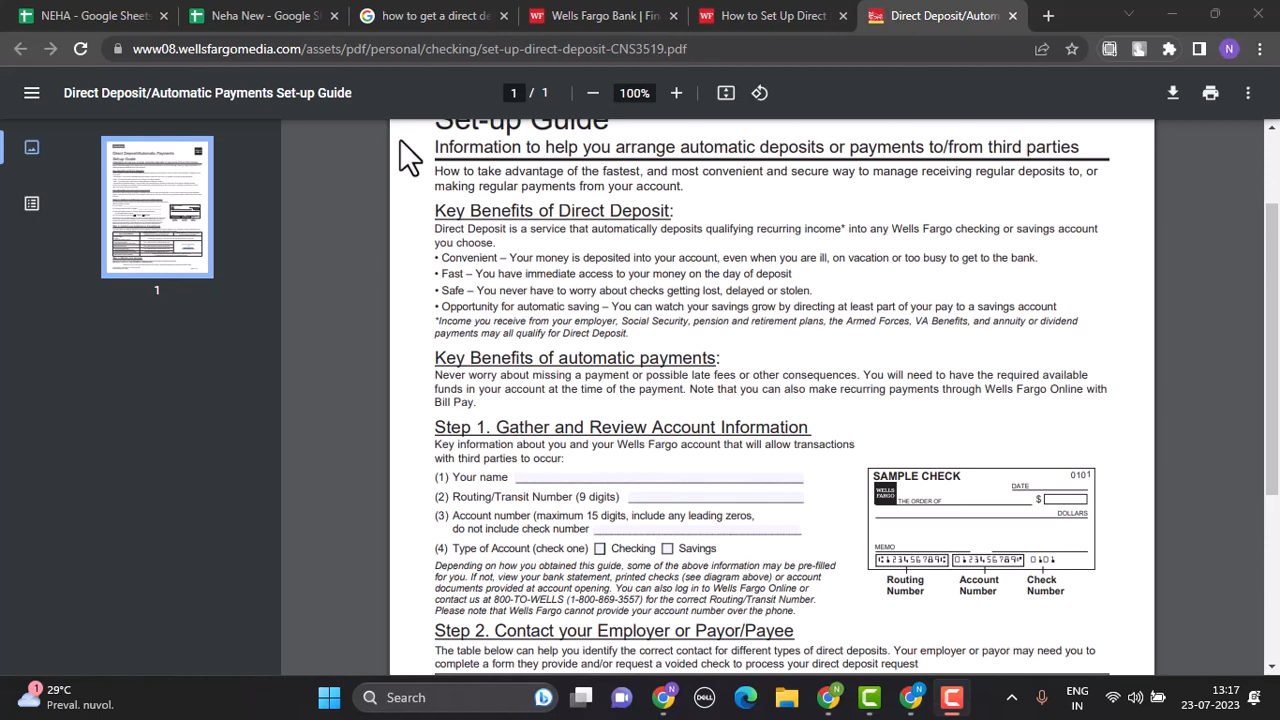 NEHA - Google Sheets
Neha New - Google S
how to get a direct de
Wells Fargo Bank | Fin
How to Set Up Direct
Direct Deposit/Autom
www08.wellsfargomedia.com/assets/pdf/personal/checking/set-up-direct-deposit-CNS3519.pdf
N
Direct Deposit/Automatic Payments Set-up Guide
1 / 1
100%
1
Set-up Guide
Information to help you arrange automatic deposits or payments to/from third parties
How to take advantage of the fastest, and most convenient and secure way to manage receiving regular deposits to, or
making regular payments from your account.
Key Benefits of Direct Deposit:
Direct Deposit is a service that automatically deposits qualifying recurring income* into any Wells Fargo checking or savings account
you choose.
• Convenient – Your money is deposited into your account, even when you are ill, on vacation or too busy to get to the bank.
• Fast – You have immediate access to your money on the day of deposit
• Safe – You never have to worry about checks getting lost, delayed or stolen.
• Opportunity for automatic saving – You can watch your savings grow by directing at least part of your pay to a savings account
*Income you receive from your employer, Social Security, pension and retirement plans, the Armed Forces, VA Benefits, and annuity or dividend
payments may all qualify for Direct Deposit.
Key Benefits of automatic payments:
Never worry about missing a payment or possible late fees or other consequences. You will need to have the required available
funds in your account at the time of the payment. Note that you can also make recurring payments through Wells Fargo Online with
Bill Pay.
Step 1. Gather and Review Account Information
Key information about you and your Wells Fargo account that will allow transactions
with third parties to occur:
(1) Your name
(2) Routing/Transit Number (9 digits)
(3) Account number (maximum 15 digits, include any leading zeros,
do not include check number
(4) Type of Account (check one) Checking Savings
Depending on how you obtained this guide, some of the above information may be pre-filled
for you. If not, view your bank statement, printed checks (see diagram above) or account
documents provided at account opening. You can also log in to Wells Fargo Online or
contact us at 800-TO-WELLS (1-800-869-3557) for the correct Routing/Transit Number.
Please note that Wells Fargo cannot provide your account number over the phone.
SAMPLE CHECK
0101
DATE
WELLS
FARGO
THE ORDER OF
$
DOLLARS
MEMO
123456789 0123456789 0101
Routing
Number
Account
Number
Check
Number
Step 2. Contact your Employer or Payor/Payee
The table below can help you identify the correct contact for different types of direct deposits. Your employer or payor may need you to
complete a form they provide and/or request a voided check to process your direct deposit request
1
29°C
Preval. nuvol.
Search
ENG
IN
13:17
23-07-2023